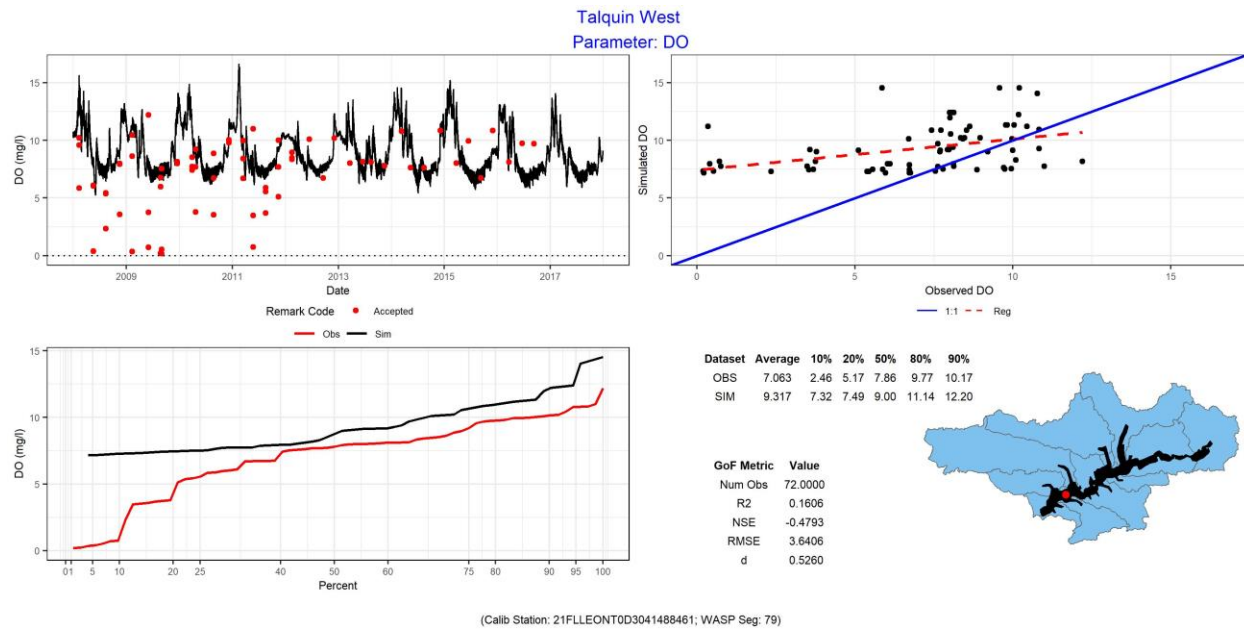 Talquin West
Parameter: DO
15
10
5
0
DO (mg/l)
2009 2011 2013 2015 2017
Date
Remark Code Accepted
15
10
5
0
Simulated DO
0 5 10 15
Observed DO
1:1 Reg
Obs Sim
15
10
5
0
DO (mg/l)
0 1 5 10 20 25 40 50 60 75 80 90 95 100
Percent
Dataset Average 10% 20% 50% 80% 90%
OBS 7.063 2.46 5.17 7.86 9.77 10.17
SIM 9.317 7.32 7.49 9.00 11.14 12.20
GoF Metric Value
Num Obs 72.0000
R2 0.1606
NSE -0.4793
RMSE 3.6406
d 0.5260
(Calib Station: 21FLLEONT0D3041488461; WASP Seg: 79)